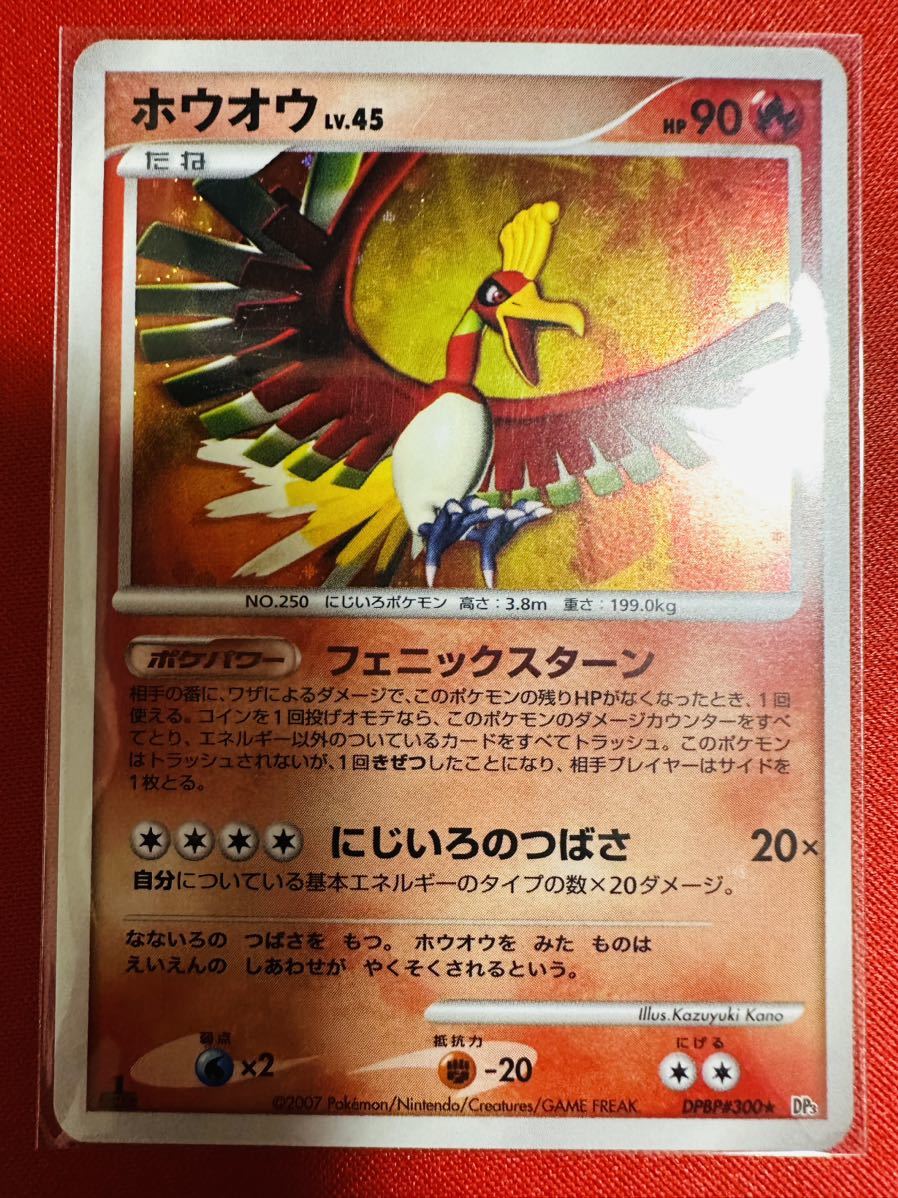 ホウオウ LV.45
HP 90
たね
NO.250 にじいろポケモン 高さ:3.8m 重さ:199.0kg
ポケパワー フェニックスターン
相手の番に、ワザによるダメージで、このポケモンの残りHPがなくなったとき、1回
使える。コインを1回投げオモテなら、このポケモンのダメージカウンターをすべ
てとり、エネルギー以外のついているカードをすべてトラッシュ。このポケモン
はトラッシュされないが、1回きぜつしたことになり、相手プレイヤーはサイドを
1枚とる。
にじいろのつばさ 20×
自分についている基本エネルギーのタイプの数×20ダメージ。
なないろの つばさを もつ。 ホウオウを みた ものは
えいえんの しあわせが やくそくされるという。
Illus.Kazuyuki Kano
弱点 抵抗力 にげる
×2 -20
©2007 Pokémon/Nintendo/Creatures/GAME FREAK. DPBP#300★ DP3